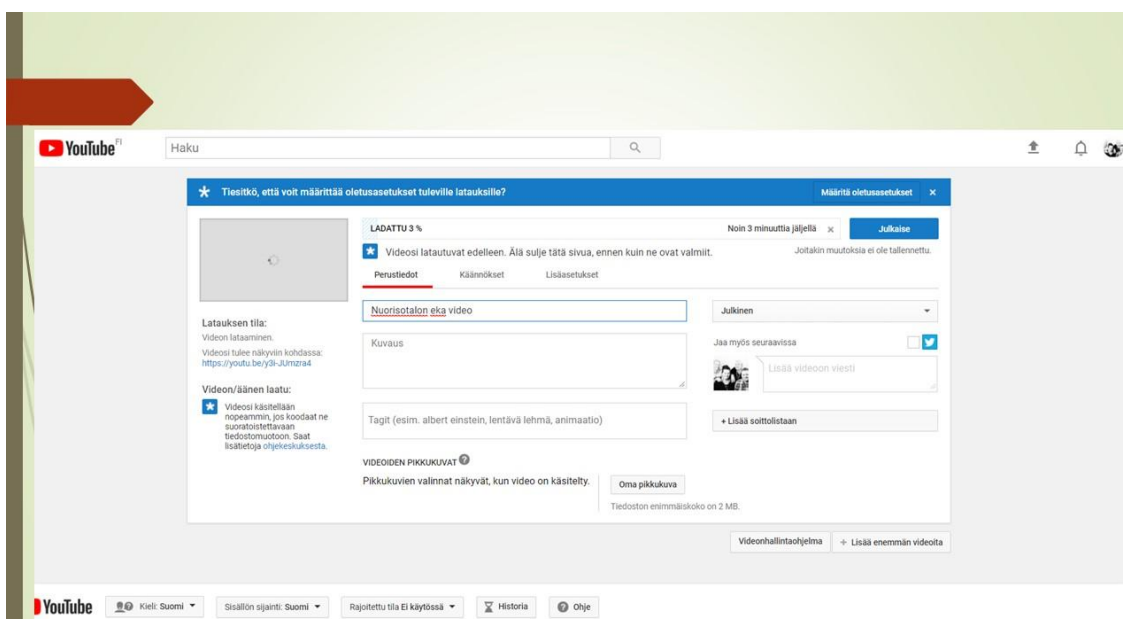 YouTube FI
Haku
Tiesitkö, että voit määrittää oletusasetukset tuleville latauksille?
Määritä oletusasetukset ×
LADATTU 3 %
Noin 3 minuuttia jäljellä ×
Julkaise
Videosi latautuvat edelleen. Älä sulje tätä sivua, ennen kuin ne ovat valmiit.
Joitakin muutoksia ei ole tallennettu.
Perustiedot Käännökset Lisäasetukset
Nuorisotalon eka video
Julkinen
Kuvaus
Jaa myös seuraavissa
Lisää videoon viesti
Tagit (esim. albert einstein, lentävä lehmä, animaatio)
+ Lisää soittolistaan
VIDEOIDEN PIKKUKUVAT
Pikkukuvien valinnat näkyvät, kun video on käsitelty.
Oma pikkukuva
Tiedoston enimmäiskoko on 2 MB.
Latauksen tila:
Videon lataaminen.
Videosi tulee näkyviin kohdassa:
https://youtu.be/y3i-JUmzra4
Videon/äänen laatu:
Videosi käsitellään
nopeammin, jos koodaat ne
suoratoistettavaan
tiedostomuotoon. Saat
lisätietoja ohjekeskuksesta.
Videonhallintaohjelma
+ Lisää enemmän videoita
YouTube
Kieli: Suomi
Sisällön sijainti: Suomi
Rajoitettu tila Ei käytössä
Historia
Ohje